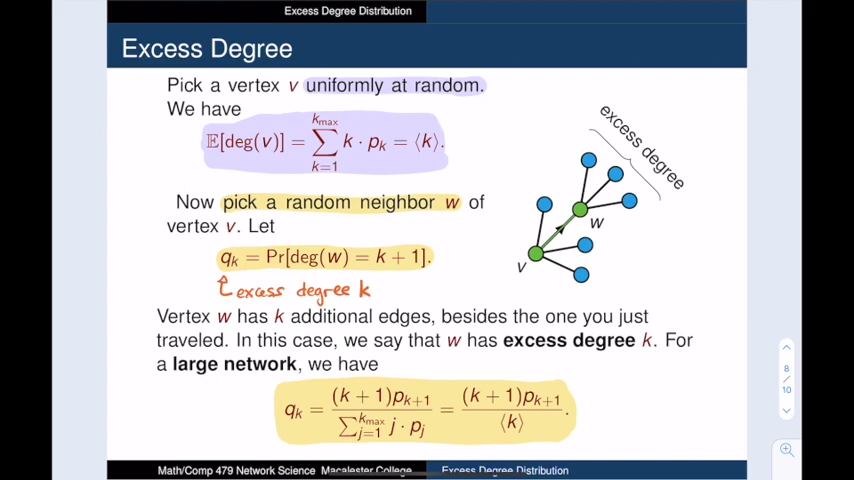 Excess Degree Distribution
Excess Degree
Pick a vertex v uniformly at random.
We have
𝔼[deg(v)] = ∑_{k=1}^{k_max} k · p_k = ⟨k⟩.
excess degree
Now pick a random neighbor w of
vertex v. Let
w
v
q_k = Pr[deg(w) = k + 1].
excess degree k
Vertex w has k additional edges, besides the one you just
traveled. In this case, we say that w has excess degree k. For
a large network, we have
q_k = (k + 1)p_{k+1} / ∑_{j=1}^{k_max} j · p_j = (k + 1)p_{k+1} / ⟨k⟩.
8
/
10
Math/Comp 479 Network Science Macalester College Excess Degree Distribution